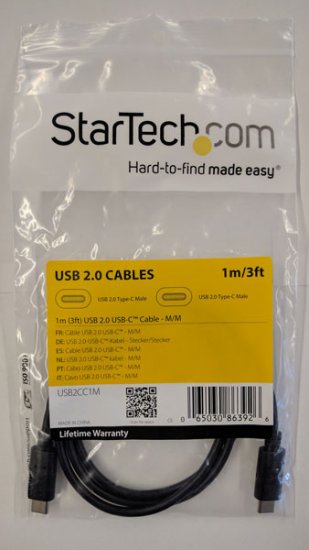 StarTech.com
Hard-to-find made easy®
USB 2.0 CABLES 1m/3ft
USB 2.0 Type-C Male USB 2.0 Type-C Male
1m (3ft) USB 2.0 USB-C™ Cable - M/M
FR: Câble USB 2.0 USB-C™ - M/M
DE: USB 2.0 USB-C™ Kabel - Stecker/Stecker
ES: Cable USB 2.0 USB-C™ - M/M
NL: USB 2.0 USB-C™ kabel - M/M
PT: Cabo USB 2.0 USB-C™ - M/M
IT: Cavo USB 2.0 USB-C™ - M/M
USB2CC1M
0 65030 86392 6
MADE IN CHINA
Lifetime Warranty